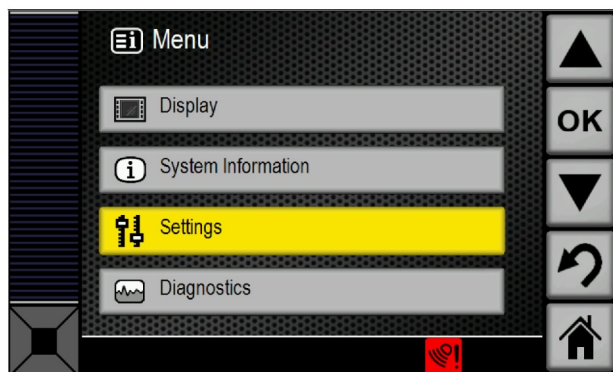 Menu
Display
OK
System Information
Settings
Diagnostics